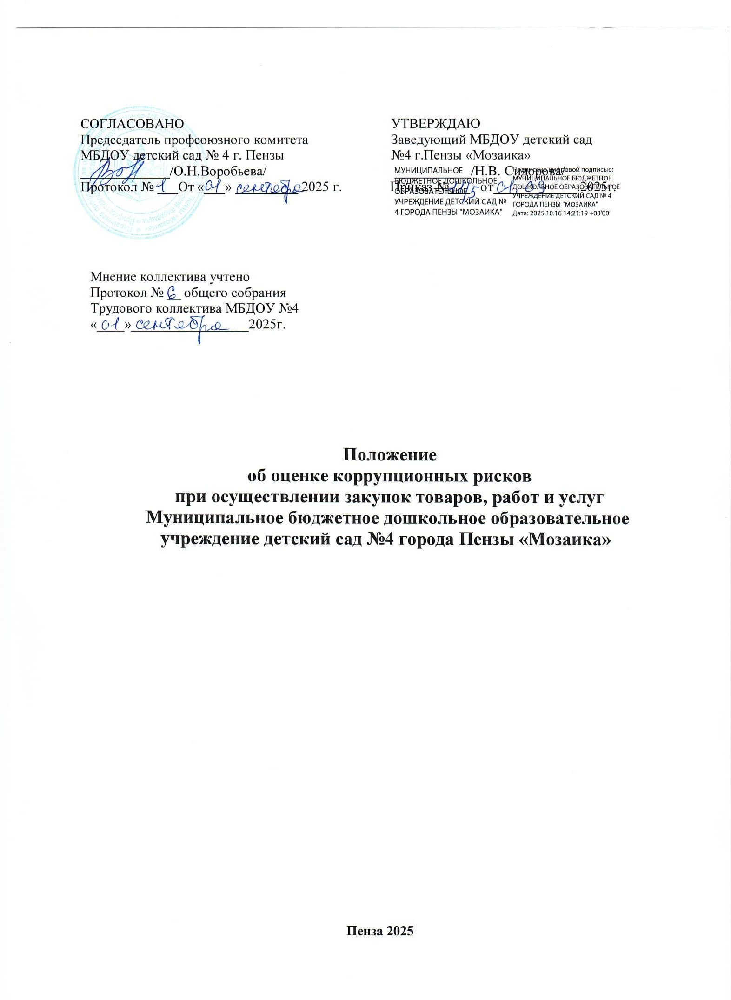 СОГЛАСОВАНО
Председатель профсоюзного комитета
МБДОУ детский сад № 4 г. Пензы
/О.Н.Воробьева/
Протокол № 1 От «01» сентября 2025 г.
УТВЕРЖДАЮ
Заведующий МБДОУ детский сад
№4 г.Пензы «Мозаика»
/Н.В. Сидорова/
Приказ № от 01.09.2025г.
МУНИЦИПАЛЬНОЕ
БЮДЖЕТНОЕ ДОШКОЛЬНОЕ
ОБРАЗОВАТЕЛЬНОЕ
УЧРЕЖДЕНИЕ ДЕТСКИЙ САД №
4 ГОРОДА ПЕНЗЫ "МОЗАИКА"
Подписано цифровой подписью:
МУНИЦИПАЛЬНОЕ БЮДЖЕТНОЕ
ДОШКОЛЬНОЕ ОБРАЗОВАТЕЛЬНОЕ
УЧРЕЖДЕНИЕ ДЕТСКИЙ САД № 4
ГОРОДА ПЕНЗЫ "МОЗАИКА"
Дата: 2025.10.16 14:21:19 +03'00'
Мнение коллектива учтено
Протокол № 6 общего собрания
Трудового коллектива МБДОУ №4
«01» сентября 2025г.
Положение
об оценке коррупционных рисков
при осуществлении закупок товаров, работ и услуг
Муниципальное бюджетное дошкольное образовательное
учреждение детский сад №4 города Пензы «Мозаика»
Пенза 2025